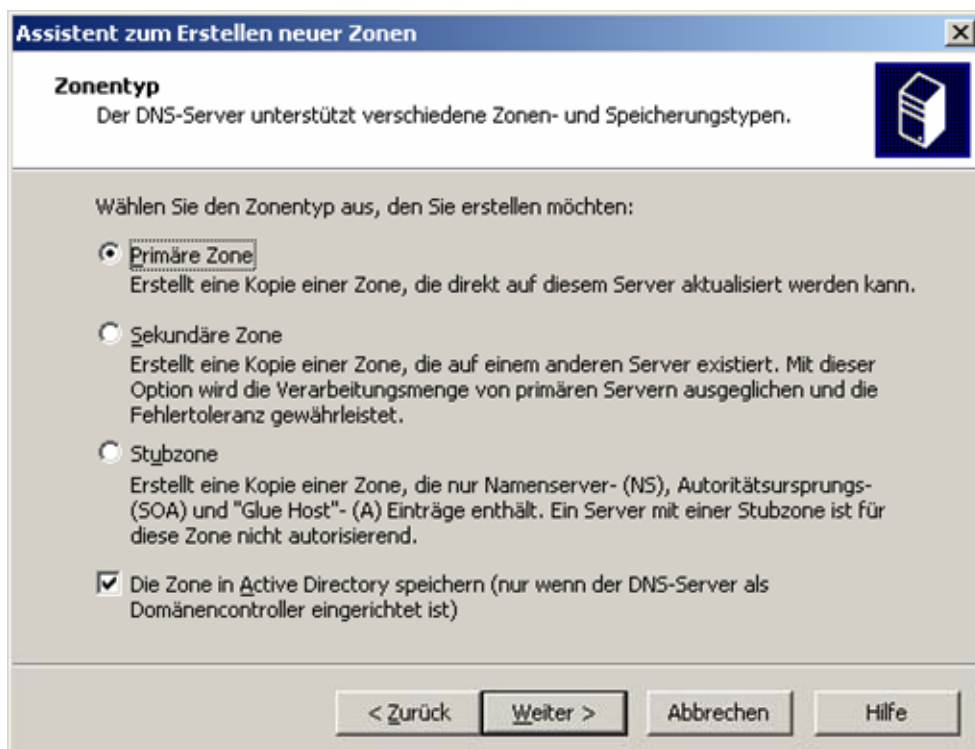 Assistent zum Erstellen neuer Zonen
Zonentyp
Der DNS-Server unterstützt verschiedene Zonen- und Speicherungstypen.
Wählen Sie den Zonentyp aus, den Sie erstellen möchten:
Primäre Zone
Erstellt eine Kopie einer Zone, die direkt auf diesem Server aktualisiert werden kann.
Sekundäre Zone
Erstellt eine Kopie einer Zone, die auf einem anderen Server existiert. Mit dieser
Option wird die Verarbeitungsmenge von primären Servern ausgeglichen und die
Fehlertoleranz gewährleistet.
Stubzone
Erstellt eine Kopie einer Zone, die nur Namenserver- (NS), Autoritätsursprungs-
(SOA) und "Glue Host"- (A) Einträge enthält. Ein Server mit einer Stubzone ist für
diese Zone nicht autorisierend.
Die Zone in Active Directory speichern (nur wenn der DNS-Server als
Domänencontroller eingerichtet ist)
< Zurück Weiter > Abbrechen Hilfe